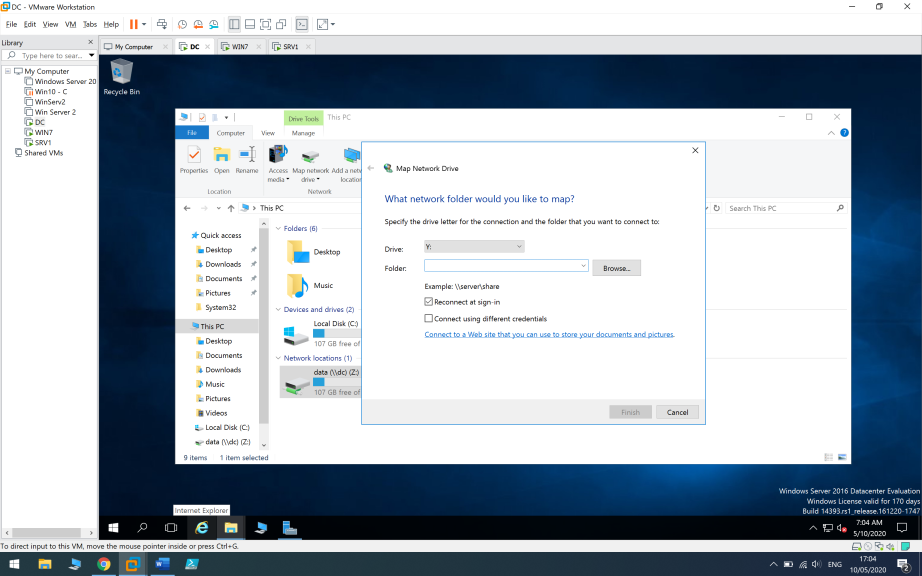 DC - VMware Workstation
File Edit View VM Tabs Help
Library
Type here to sear...
My Computer
Windows Server 20
Win10 - C
WinServ2
Win Server 2
DC
WIN7
SRV1
Shared VMs
My Computer DC WIN7 SRV1
Recycle Bin
Drive Tools This PC
File Computer View Manage
Properties Open Rename Access media Map network drive Add a netw location
Location Network
This PC
Search This PC
Quick access
Desktop
Downloads
Documents
Pictures
System32
This PC
Desktop
Documents
Downloads
Music
Pictures
Videos
Local Disk (C:)
data (\\dc) (Z:)
Folders (6)
Desktop
Music
Devices and drives (2)
Local Disk (C:)
107 GB free of
Network locations (1)
data (\\dc) (Z:)
107 GB free of
9 items 1 item selected
Map Network Drive
What network folder would you like to map?
Specify the drive letter for the connection and the folder that you want to connect to:
Drive: Y:
Folder: Browse...
Example: \\server\share
Reconnect at sign-in
Connect using different credentials
Connect to a Web site that you can use to store your documents and pictures.
Finish Cancel
Windows Server 2016 Datacenter Evaluation
Windows License valid for 170 days
Build 14393.rs1_release.161220-1747
Internet Explorer
7:04 AM
5/10/2020
To direct input to this VM, move the mouse pointer inside or press Ctrl+G.
ENG
17:04
10/05/2020
2